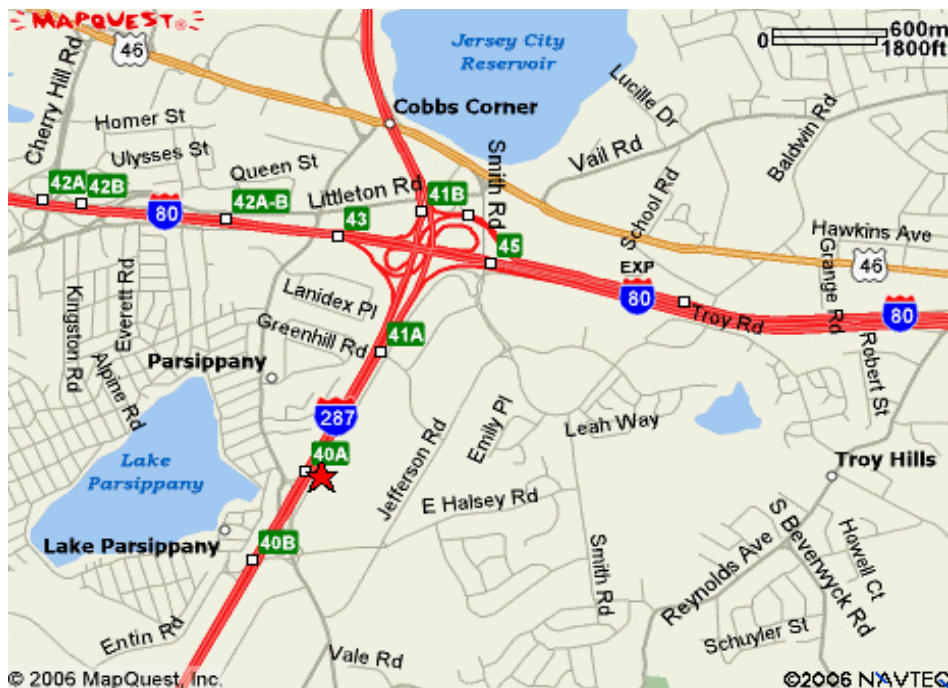 MAPQUEST®
46
Cherry Hill Rd
Homer St
Ulysses St
Queen St
Jersey City
Reservoir
Cobbs Corner
0
600m
1800ft
Lucille Dr
Vail Rd
Baldwin Rd
Smith Rd
School Rd
Hawkins Ave
Grange Rd
46
42A
42B
80
42A-B
Littleton Rd
43
41B
45
EXP
80
Troy Rd
80
Kingston Rd
Everett Rd
Alpine Rd
Lanidex Pl
Greenhill Rd
41A
Parsippany
287
Robert St
Emily Pl
Leah Way
Jefferson Rd
Lake
Parsippany
40A
E Halsey Rd
Troy Hills
Lake Parsippany
40B
Smith Rd
Reynolds Ave
S Beverwyck Rd
Howell Ct
Entin Rd
Vale Rd
Schuyler St
© 2006 MapQuest, Inc.
©2006 NAVTEQ